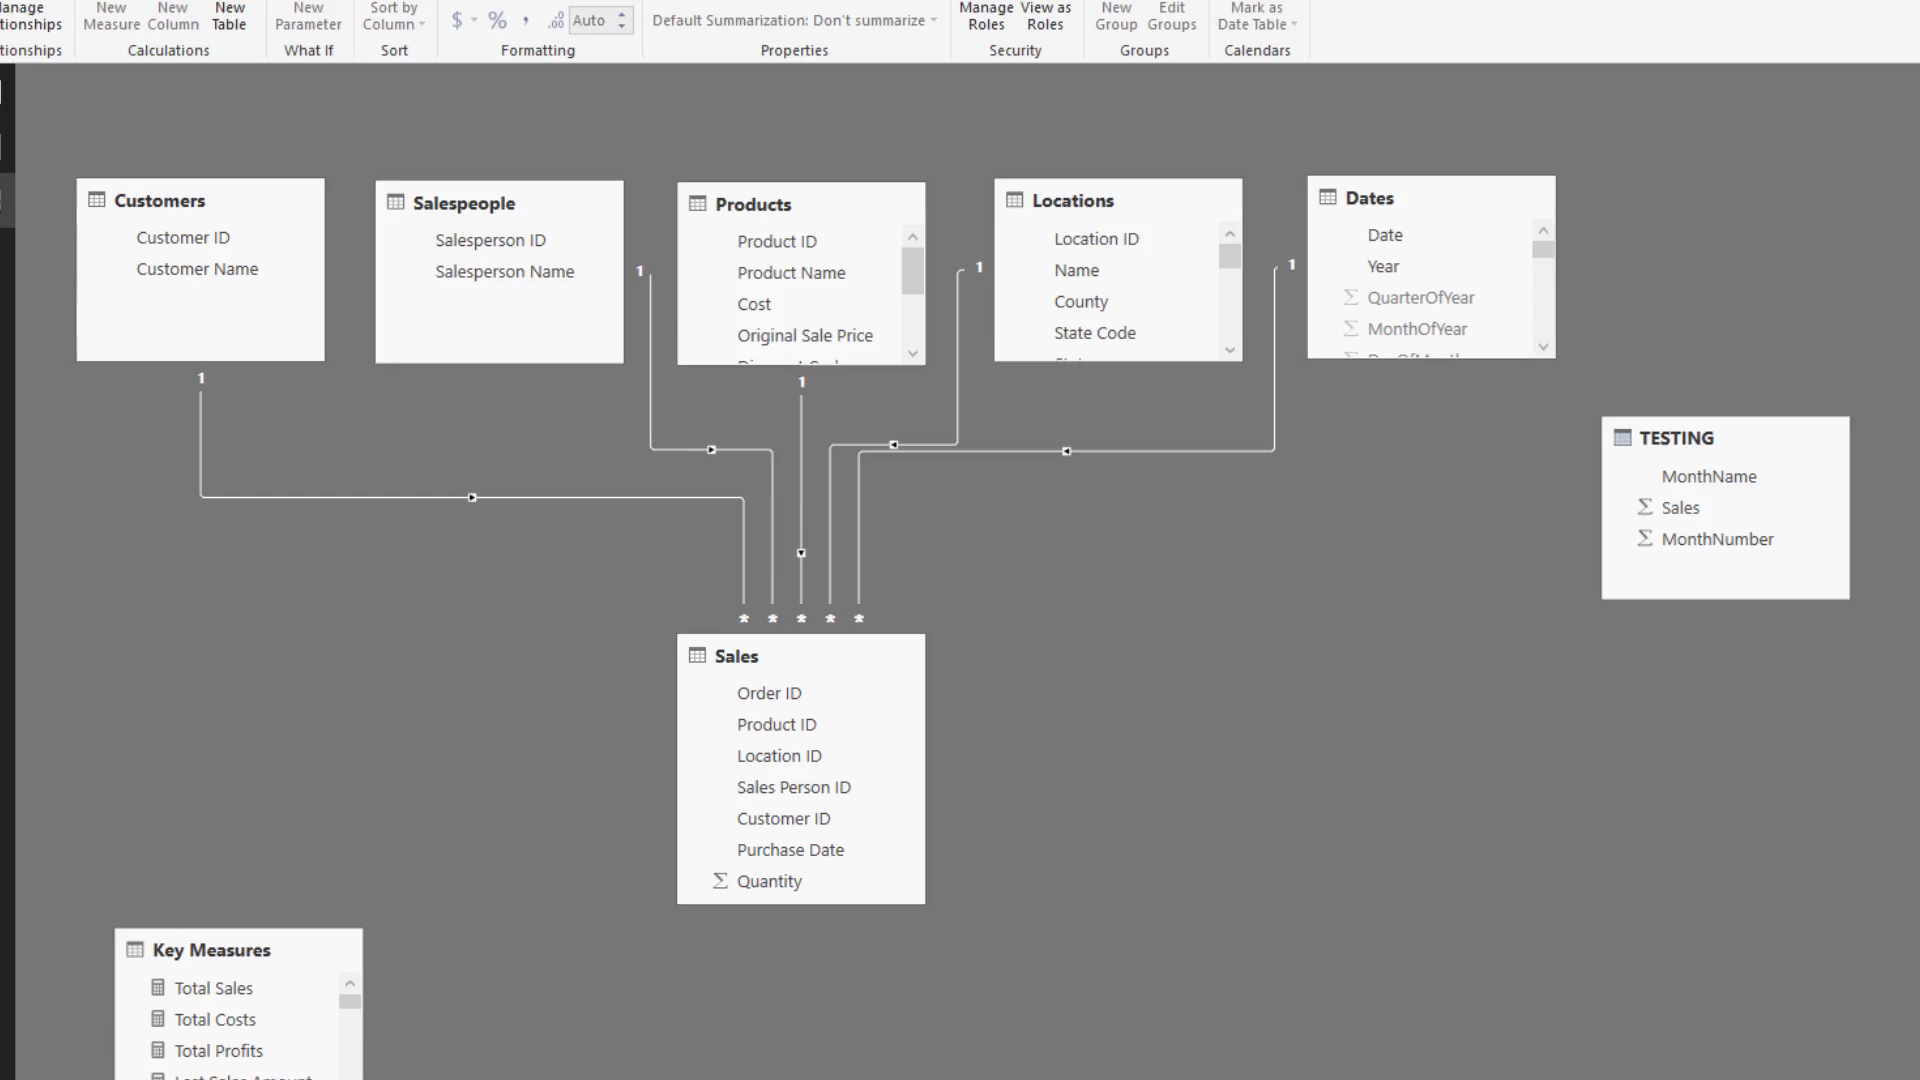 anage
tionships
tionships
New
Measure
New
Column
New
Table
Calculations
New
Parameter
What If
Sort by
Column
Sort
$ % , .00 Auto
Formatting
Default Summarization: Don't summarize
Properties
Manage
Roles
View as
Roles
Security
New
Group
Edit
Groups
Groups
Mark as
Date Table
Calendars
Customers
Customer ID
Customer Name
1
Salespeople
Salesperson ID
Salesperson Name
1
Products
Product ID
Product Name
Cost
Original Sale Price
1
Locations
Location ID
Name
County
State Code
1
Dates
Date
Year
Σ QuarterOfYear
Σ MonthOfYear
1
TESTING
MonthName
Σ Sales
Σ MonthNumber
* * * * *
Sales
Order ID
Product ID
Location ID
Sales Person ID
Customer ID
Purchase Date
Σ Quantity
Key Measures
Total Sales
Total Costs
Total Profits